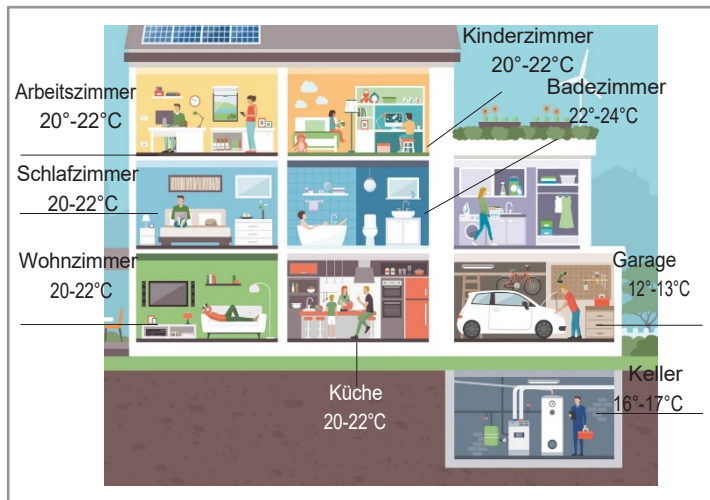 Kinderzimmer
20°-22°C
Arbeitszimmer
20°-22°C
Badezimmer
22°-24°C
Schlafzimmer
20-22°C
Wohnzimmer
20-22°C
Garage
12°-13°C
Küche
20-22°C
Keller
16°-17°C